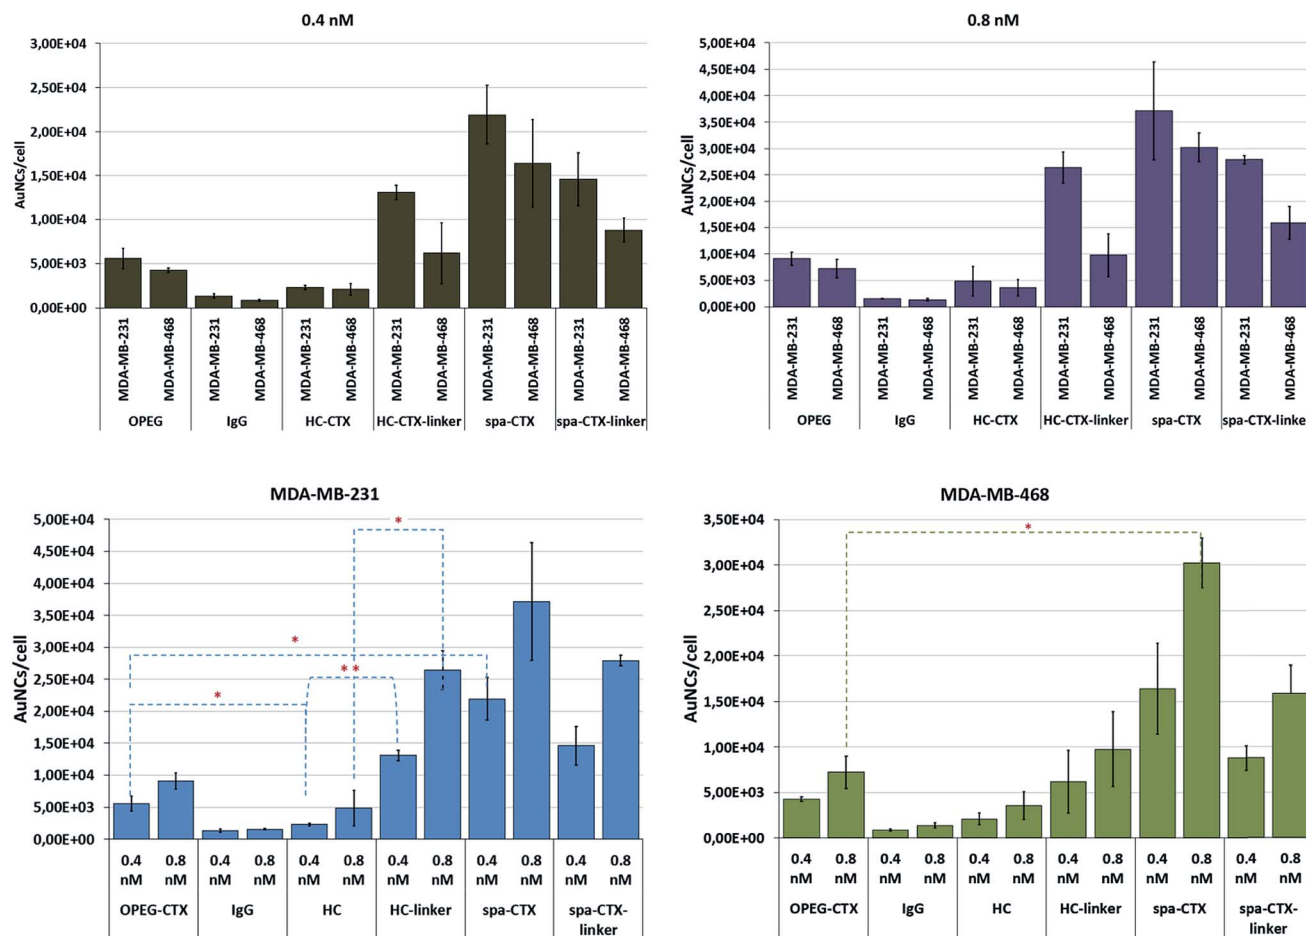 0.4 nM
AuNCs/cell
3,00E+04
2,50E+04
2,00E+04
1,50E+04
1,00E+04
5,00E+03
0,00E+00
MDA-MB-231
MDA-MB-468
MDA-MB-231
MDA-MB-468
MDA-MB-231
MDA-MB-468
MDA-MB-231
MDA-MB-468
MDA-MB-231
MDA-MB-468
MDA-MB-231
MDA-MB-468
OPEG IgG HC-CTX HC-CTX-linker spa-CTX spa-CTX-linker
0.8 nM
AuNCs/cell
5,00E+04
4,50E+04
4,00E+04
3,50E+04
3,00E+04
2,50E+04
2,00E+04
1,50E+04
1,00E+04
5,00E+03
0,00E+00
MDA-MB-231
MDA-MB-468
MDA-MB-231
MDA-MB-468
MDA-MB-231
MDA-MB-468
MDA-MB-231
MDA-MB-468
MDA-MB-231
MDA-MB-468
MDA-MB-231
MDA-MB-468
OPEG IgG HC-CTX HC-CTX-linker spa-CTX spa-CTX-linker
MDA-MB-231
AuNCs/cell
5,00E+04
4,50E+04
4,00E+04
3,50E+04
3,00E+04
2,50E+04
2,00E+04
1,50E+04
1,00E+04
5,00E+03
0,00E+00
*
*
**
*
0.4 0.8 0.4 0.8 0.4 0.8 0.4 0.8 0.4 0.8 0.4 0.8
nM nM nM nM nM nM nM nM nM nM nM nM
OPEG-CTX IgG HC HC-linker spa-CTX spa-CTX-
linker
MDA-MB-468
AuNCs/cell
3,50E+04
3,00E+04
2,50E+04
2,00E+04
1,50E+04
1,00E+04
5,00E+03
0,00E+00
*
0.4 0.8 0.4 0.8 0.4 0.8 0.4 0.8 0.4 0.8 0.4 0.8
nM nM nM nM nM nM nM nM nM nM nM nM
OPEG-CTX IgG HC HC-linker spa-CTX spa-CTX-
linker